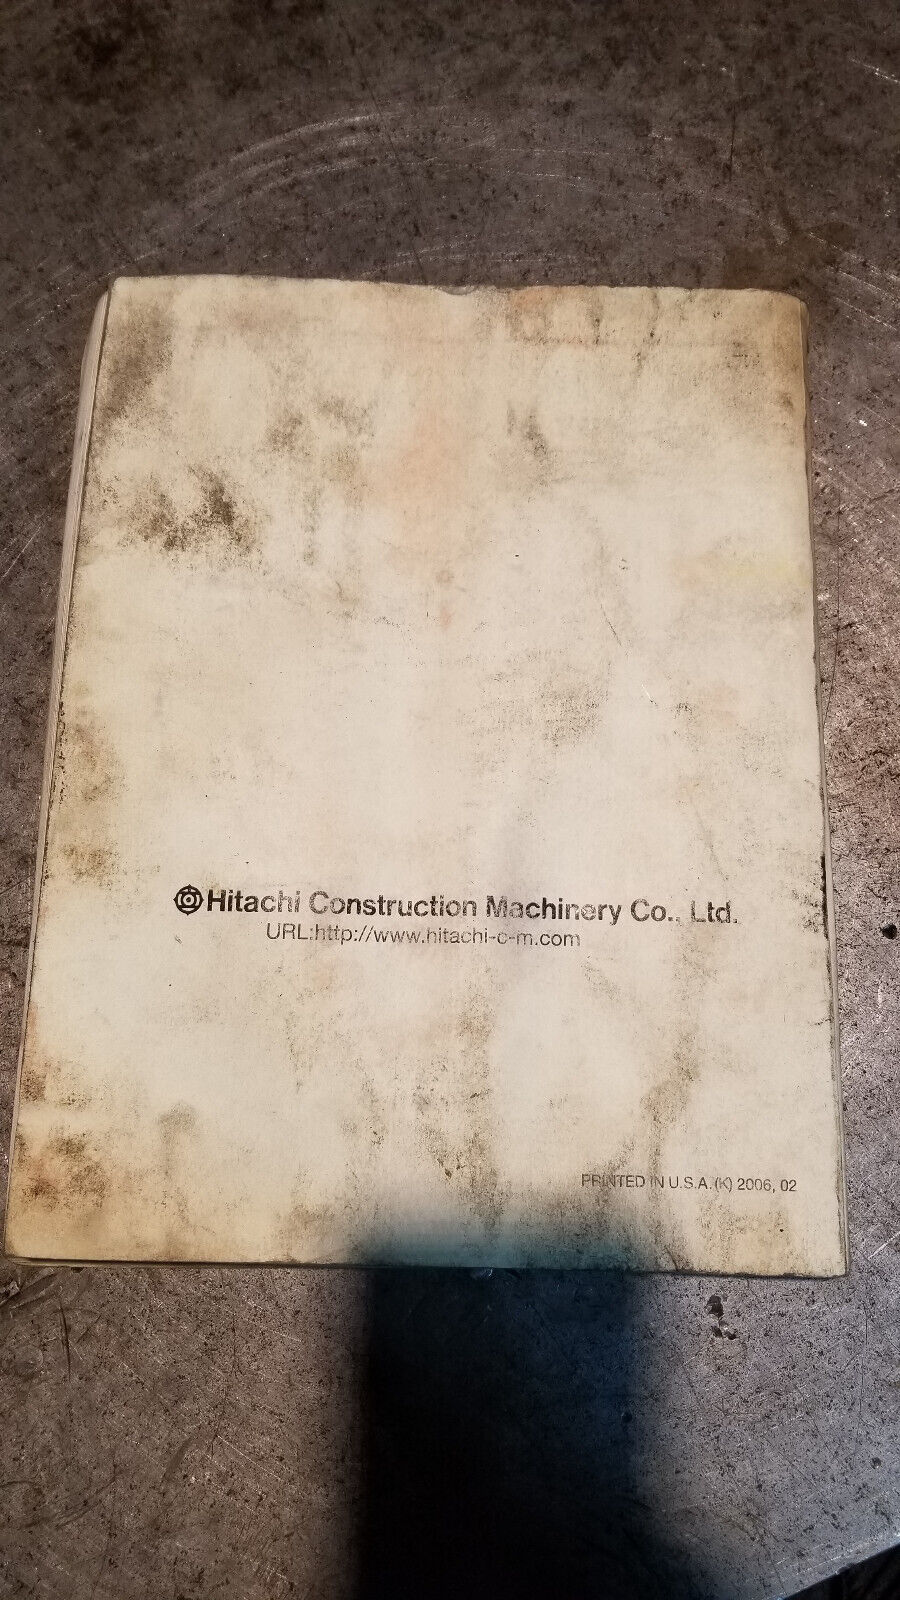 Hitachi Construction Machinery Co., Ltd.
URL:http://www.hitachi-c-m.com
PRINTED IN U.S.A. (K) 2006, 02